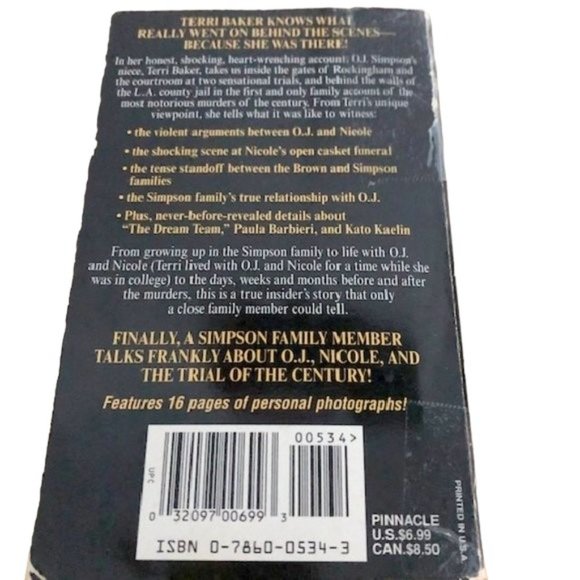 TERRI BAKER KNOWS WHAT
REALLY WENT ON BEHIND THE SCENES—
BECAUSE SHE WAS THERE!
In her honest, shocking, heart-wrenching account, O.J. Simpson's
niece, Terri Baker, takes us inside the gates of Rockingham and
the courtroom at two sensational trials, and behind the walls of
the L.A. county jail in the first and only family account of the
most notorious murders of the century. From Terri's unique
viewpoint, she tells what it was like to witness:
• the violent arguments between O.J. and Nicole
• the shocking scene at Nicole's open casket funeral
• the tense standoff between the Brown and Simpson
families
• the Simpson family's true relationship with O.J.
• Plus, never-before-revealed details about
"The Dream Team," Paula Barbieri, and Kato Kaelin
From growing up in the Simpson family to life with O.J.
and Nicole (Terri lived with O.J. and Nicole for a time while she
was in college) to the days, weeks and months before and after
the murders, this is a true insider's story that only
a close family member could tell.
FINALLY, A SIMPSON FAMILY MEMBER
TALKS FRANKLY ABOUT O.J., NICOLE, AND
THE TRIAL OF THE CENTURY!
Features 16 pages of personal photographs!
00534>
UPC
0 32097 00699 3
ISBN 0-7860-0534-3
PINNACLE
U.S.$6.99
CAN.$8.50
PRINTED IN U.S.A.